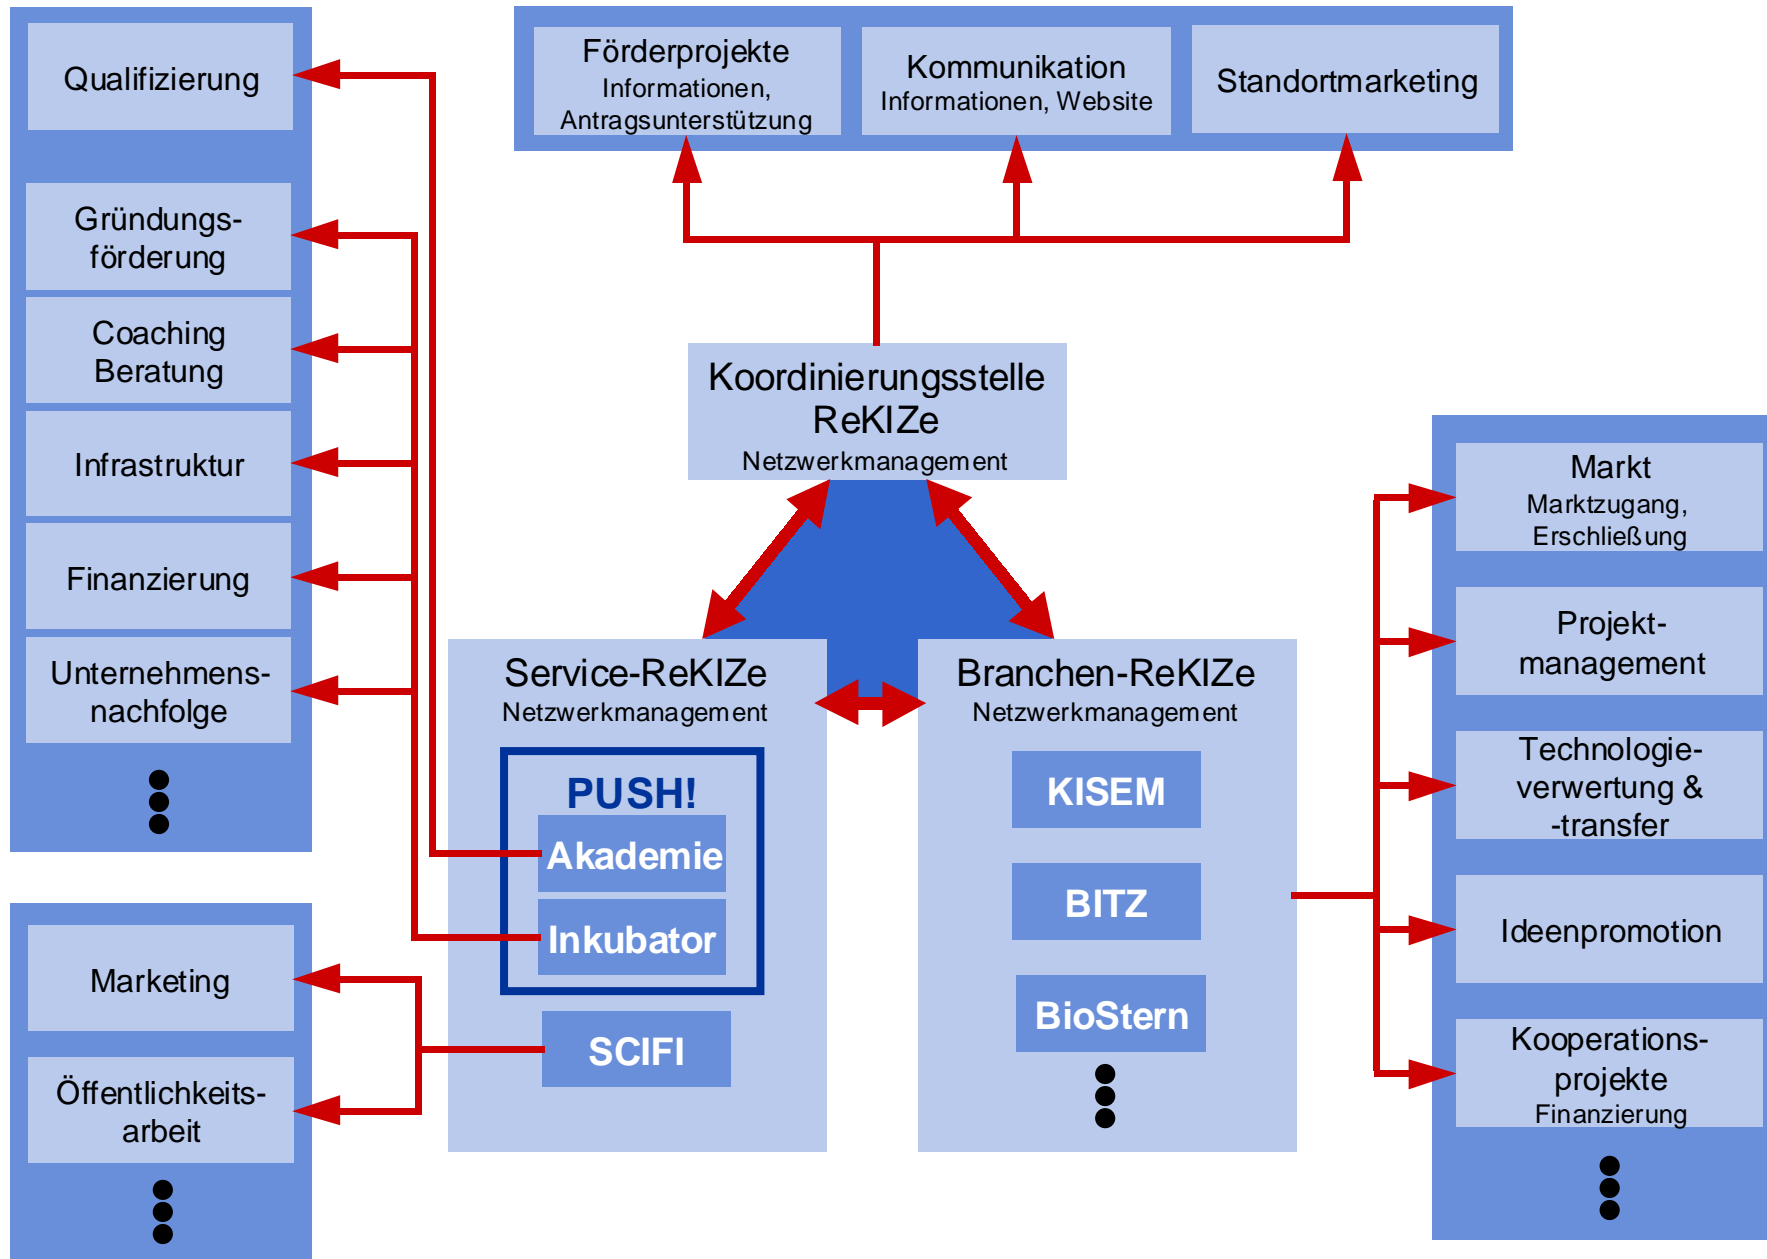 Qualifizierung
Gründungs-
förderung
Coaching
Beratung
Infrastruktur
Finanzierung
Unternehmens-
nachfolge
Marketing
Öffentlichkeits-
arbeit
Förderprojekte
Informationen,
Antragsunterstützung
Kommunikation
Informationen, Website
Standortmarketing
Koordinierungsstelle
ReKIZe
Netzwerkmanagement
Service-ReKIZe
Netzwerkmanagement
PUSH!
Akademie
Inkubator
SCIFI
Branchen-ReKIZe
Netzwerkmanagement
KISEM
BITZ
BioStern
Markt
Marktzugang,
Erschließung
Projekt-
management
Technologie-
verwertung &
-transfer
Ideenpromotion
Kooperations-
projekte
Finanzierung